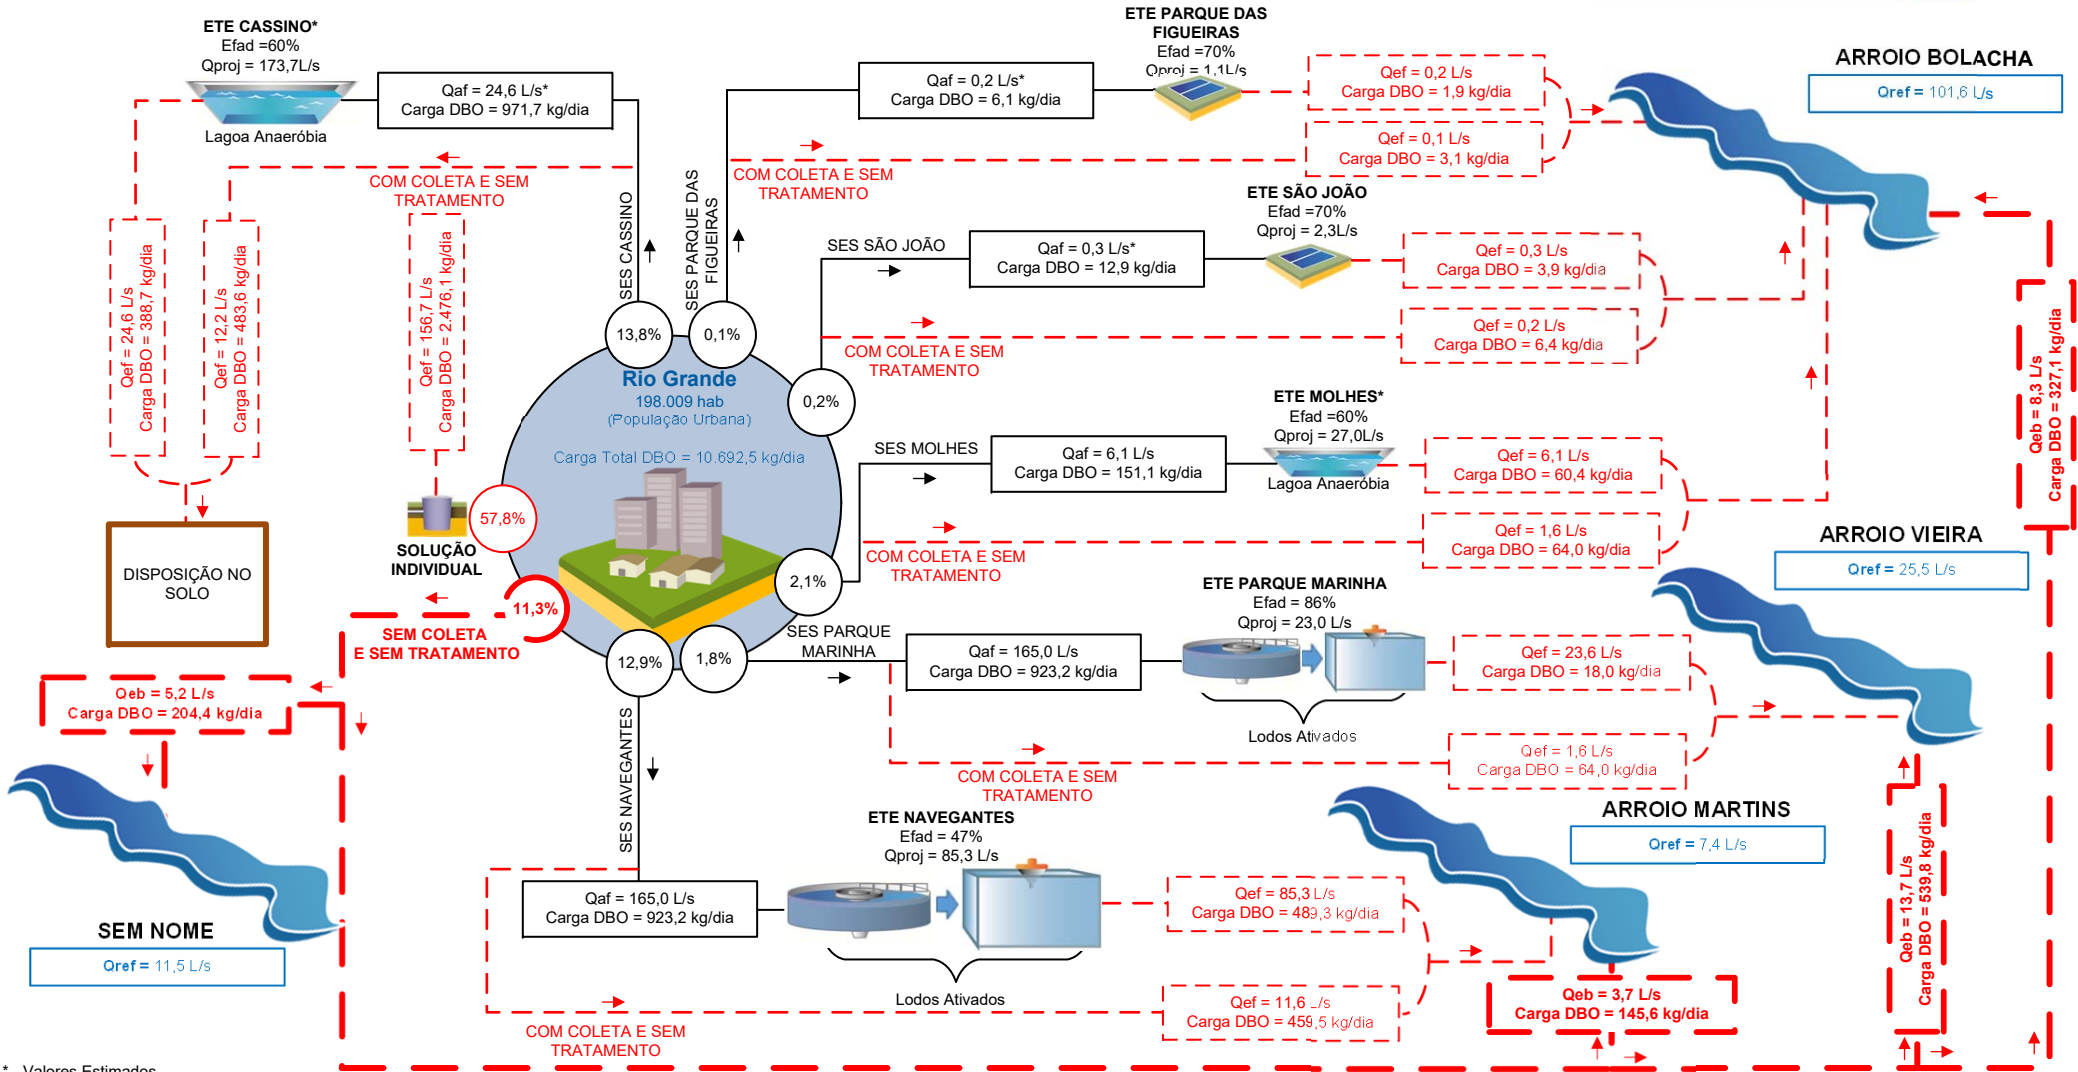 ETE CASSINO*
Efad =60%
Qproj = 173,7L/s
Lagoa Anaeróbia
Qaf = 24,6 L/s*
Carga DBO = 971,7 kg/dia
COM COLETA E SEM
TRATAMENTO
Qef = 24,6 L/s
Carga DBO = 388,7 kg/dia
Qef = 12,2 L/s
Carga DBO = 483,6 kg/dia
Qef = 156,7 L/s
Carga DBO = 2.476,1 kg/dia
DISPOSIÇÃO NO
SOLO
SOLUÇÃO
INDIVIDUAL
SES CASSINO
SES PARQUE DAS
FIGUEIRAS
ETE PARQUE DAS
FIGUEIRAS
Efad =70%
Qproj = 1,1L/s
Qaf = 0,2 L/s*
Carga DBO = 6,1 kg/dia
Qef = 0,2 L/s
Carga DBO = 1,9 kg/dia
Qef = 0,1 L/s
Carga DBO = 3,1 kg/dia
COM COLETA E SEM
TRATAMENTO
ARROIO BOLACHA
Qref = 101,6 L/s
ETE SÃO JOÃO
Efad =70%
Qproj = 2,3L/s
SES SÃO JOÃO
Qaf = 0,3 L/s*
Carga DBO = 12,9 kg/dia
Qef = 0,3 L/s
Carga DBO = 3,9 kg/dia
Qef = 0,2 L/s
Carga DBO = 6,4 kg/dia
COM COLETA E SEM
TRATAMENTO
13,8%
0,1%
0,2%
57,8%
11,3%
12,9%
1,8%
2,1%
Rio Grande
198.009 hab
(População Urbana)
Carga Total DBO = 10.692,5 kg/dia
ETE MOLHES*
Efad =60%
Qproj = 27,0L/s
Lagoa Anaeróbia
SES MOLHES
Qaf = 6,1 L/s
Carga DBO = 151,1 kg/dia
Qef = 6,1 L/s
Carga DBO = 60,4 kg/dia
Qef = 1,6 L/s
Carga DBO = 64,0 kg/dia
COM COLETA E SEM
TRATAMENTO
Qeb = 8,3 L/s
Carga DBO = 327,1 kg/dia
ARROIO VIEIRA
Qref = 25,5 L/s
ETE PARQUE MARINHA
Efad = 86%
Qproj = 23,0 L/s
SES PARQUE
MARINHA
Qaf = 165,0 L/s
Carga DBO = 923,2 kg/dia
Lodos Ativados
Qef = 23,6 L/s
Carga DBO = 18,0 kg/dia
Qef = 1,6 L/s
Carga DBO = 64,0 kg/dia
COM COLETA E SEM
TRATAMENTO
SEM COLETA
E SEM TRATAMENTO
Qeb = 5,2 L/s
Carga DBO = 204,4 kg/dia
SEM NOME
Qref = 11,5 L/s
SES NAVEGANTES
ETE NAVEGANTES
Efad = 47%
Qproj = 85,3 L/s
Qaf = 165,0 L/s
Carga DBO = 923,2 kg/dia
Lodos Ativados
Qef = 85,3 L/s
Carga DBO = 489,3 kg/dia
Qef = 11,6 L/s
Carga DBO = 459,5 kg/dia
COM COLETA E SEM
TRATAMENTO
ARROIO MARTINS
Qref = 7,4 L/s
Qeb = 3,7 L/s
Carga DBO = 145,6 kg/dia
Qeb = 13,7 L/s
Carga DBO = 539,8 kg/dia
* Valores Estimados